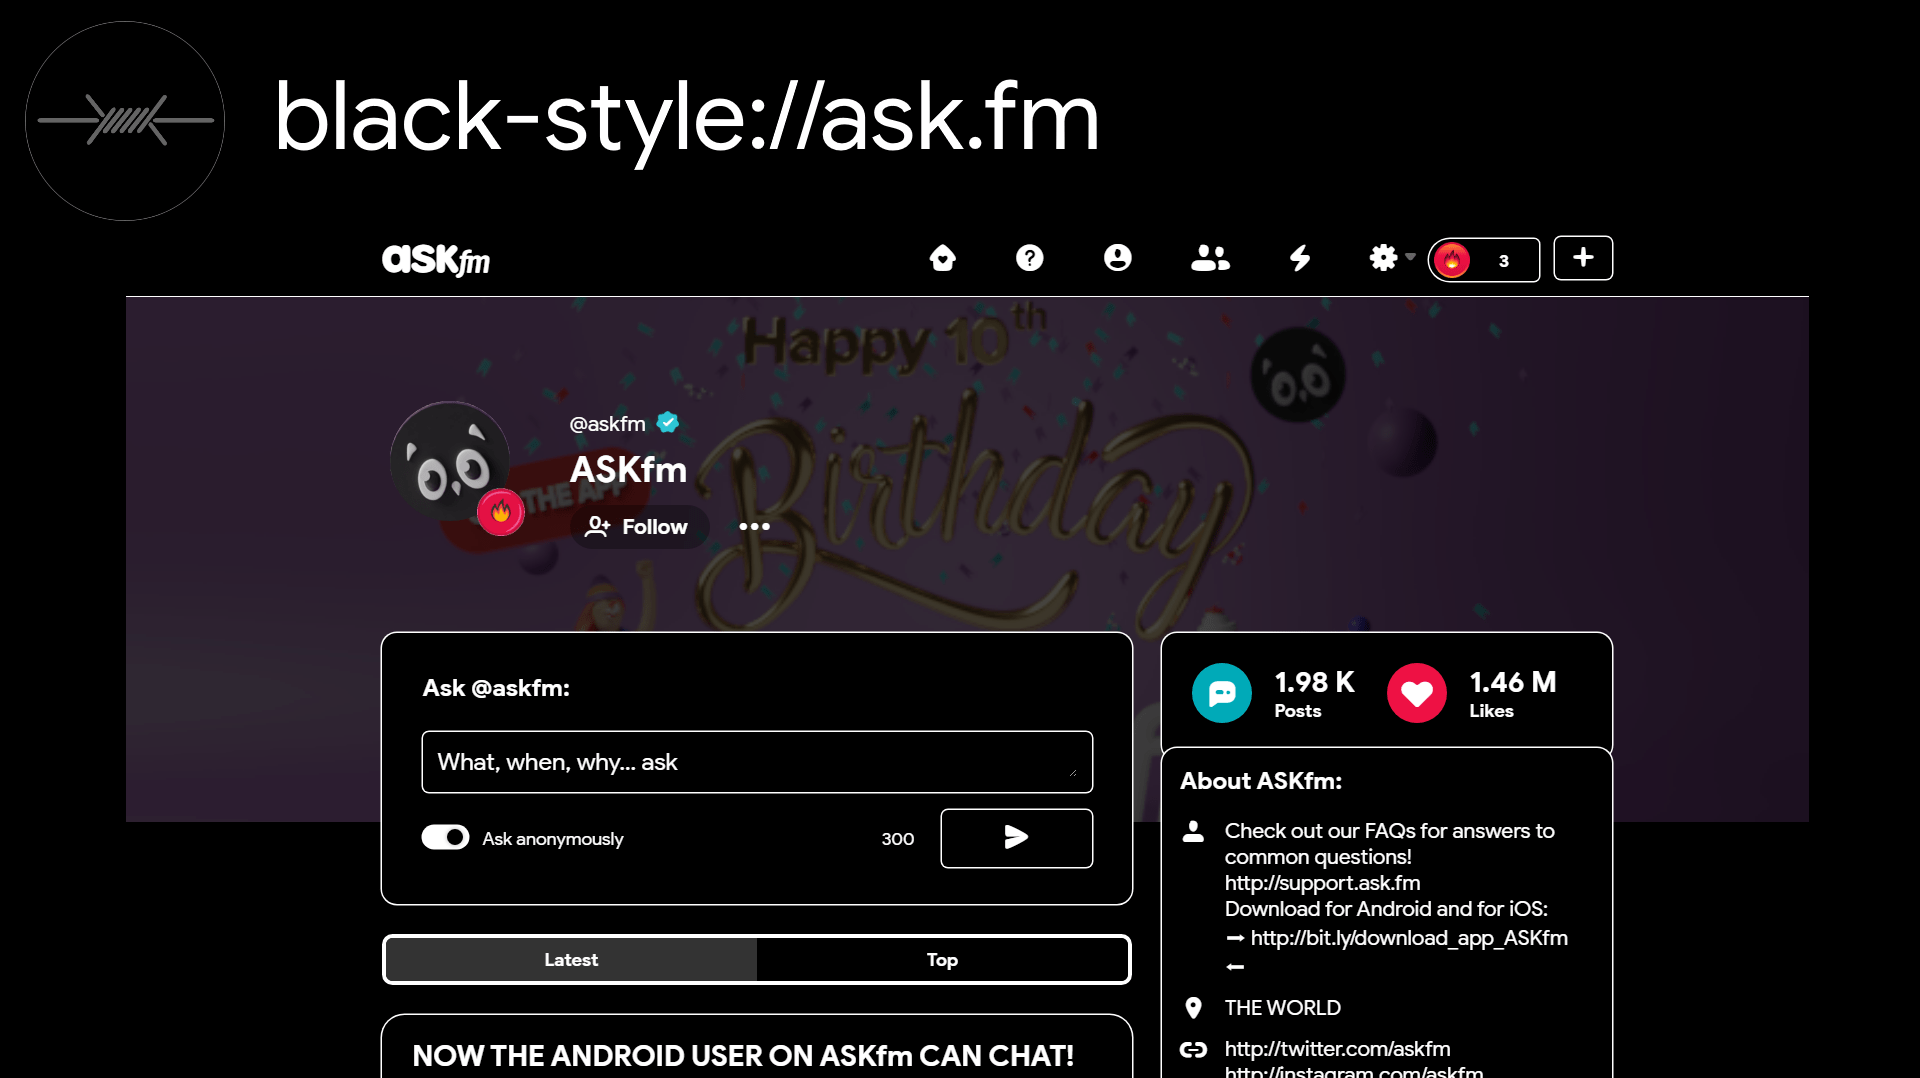 black-style://ask.fm
ASKfm
3
Happy 10th
Birthday
@askfm
ASKfm
THE APP
Follow
Ask @askfm:
What, when, why... ask
Ask anonymously
300
1.98 K
Posts
1.46 M
Likes
About ASKfm:
Check out our FAQs for answers to
common questions!
http://support.ask.fm
Download for Android and for iOS:
→ http://bit.ly/download_app_ASKfm
←
THE WORLD
http://twitter.com/askfm
http://instagram.com/askfm
Latest
Top
NOW THE ANDROID USER ON ASKfm CAN CHAT!